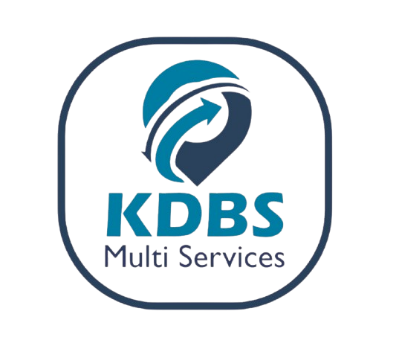 KDBS
Multi Services